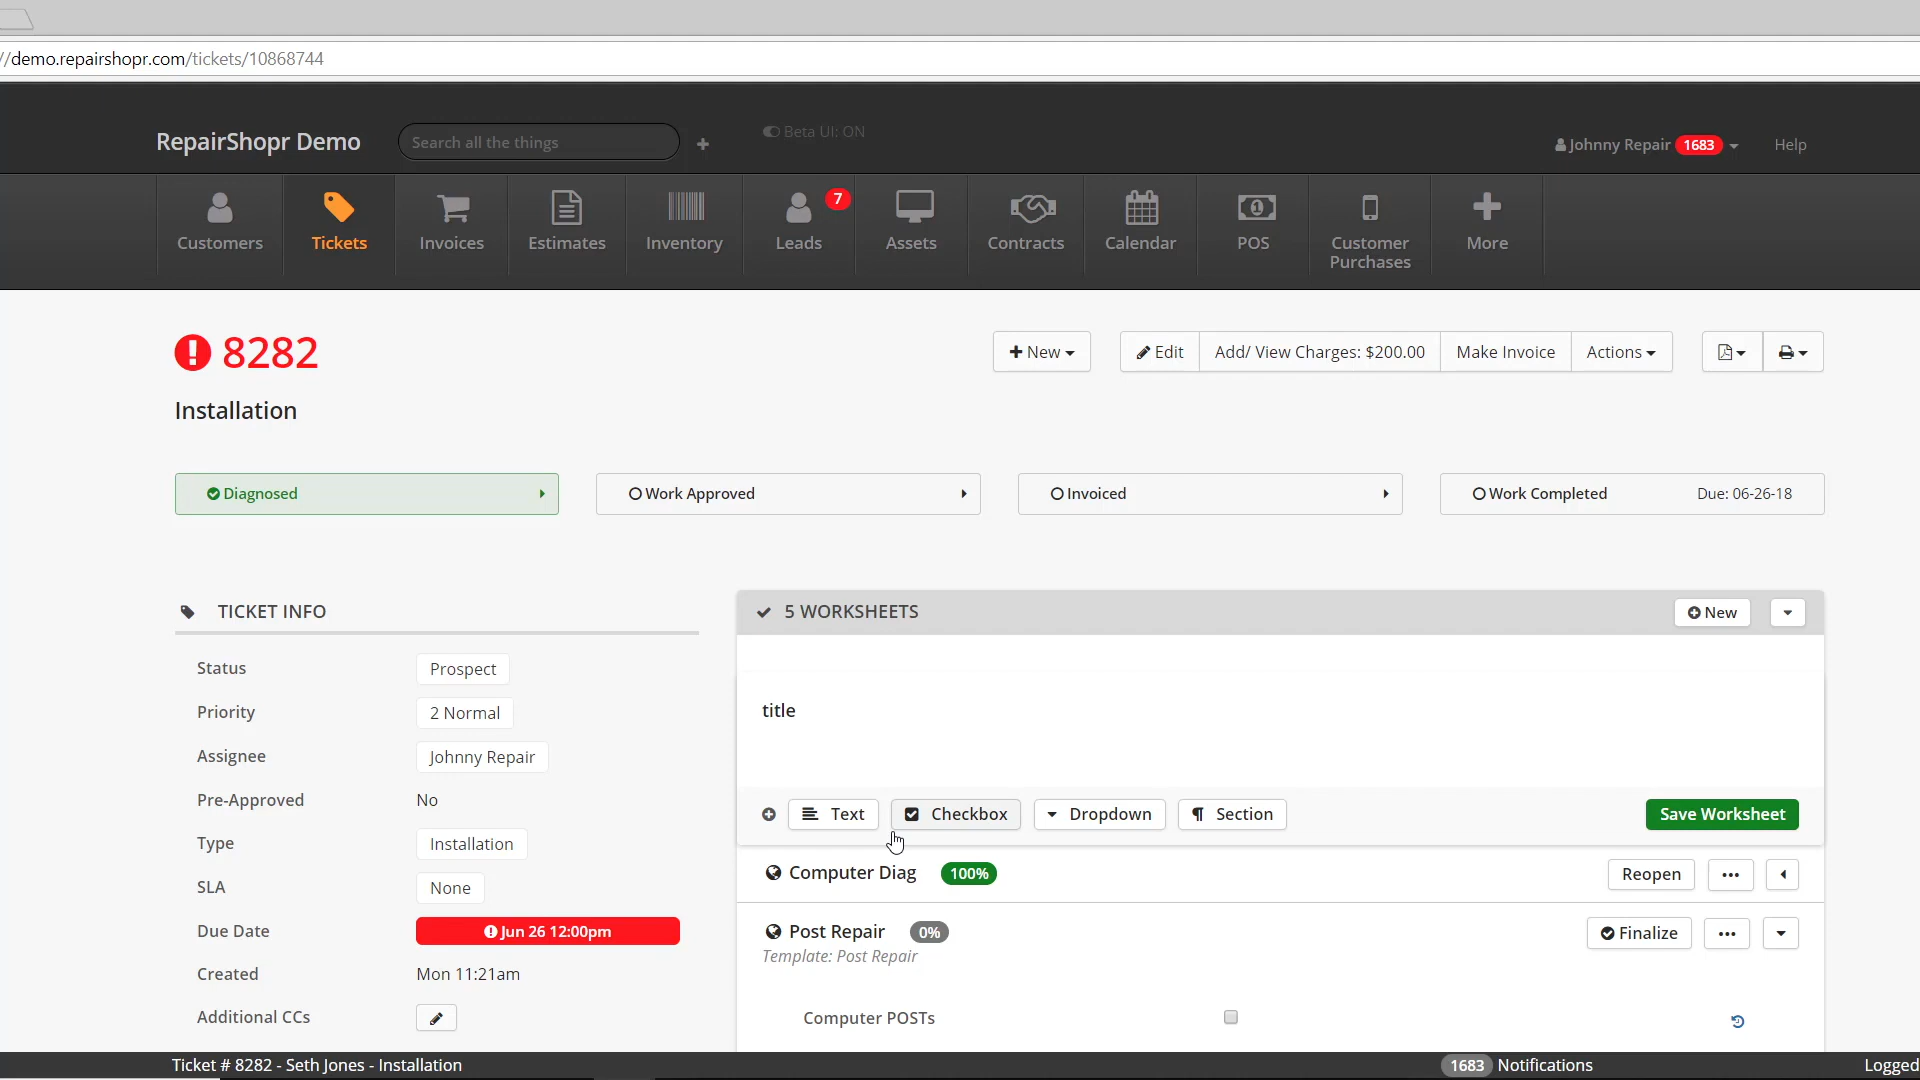 //demo.repairshopr.com/tickets/10868744
RepairShopr Demo
Search all the things
Beta UI: ON
Johnny Repair 1683
Help
Customers
Tickets
Invoices
Estimates
Inventory
Leads
7
Assets
Contracts
Calendar
POS
Customer
Purchases
More
8282
New
Edit
Add/ View Charges: $200.00
Make Invoice
Actions
Installation
Diagnosed
Work Approved
Invoiced
Work Completed Due: 06-26-18
TICKET INFO
Status Prospect
Priority 2 Normal
Assignee Johnny Repair
Pre-Approved No
Type Installation
SLA None
Due Date Jun 26 12:00pm
Created Mon 11:21am
Additional CCs
5 WORKSHEETS
New
title
Text Checkbox Dropdown Section
Save Worksheet
Computer Diag 100%
Reopen
Post Repair 0%
Finalize
Template: Post Repair
Computer POSTs
Ticket # 8282 - Seth Jones - Installation
1683 Notifications
Logged